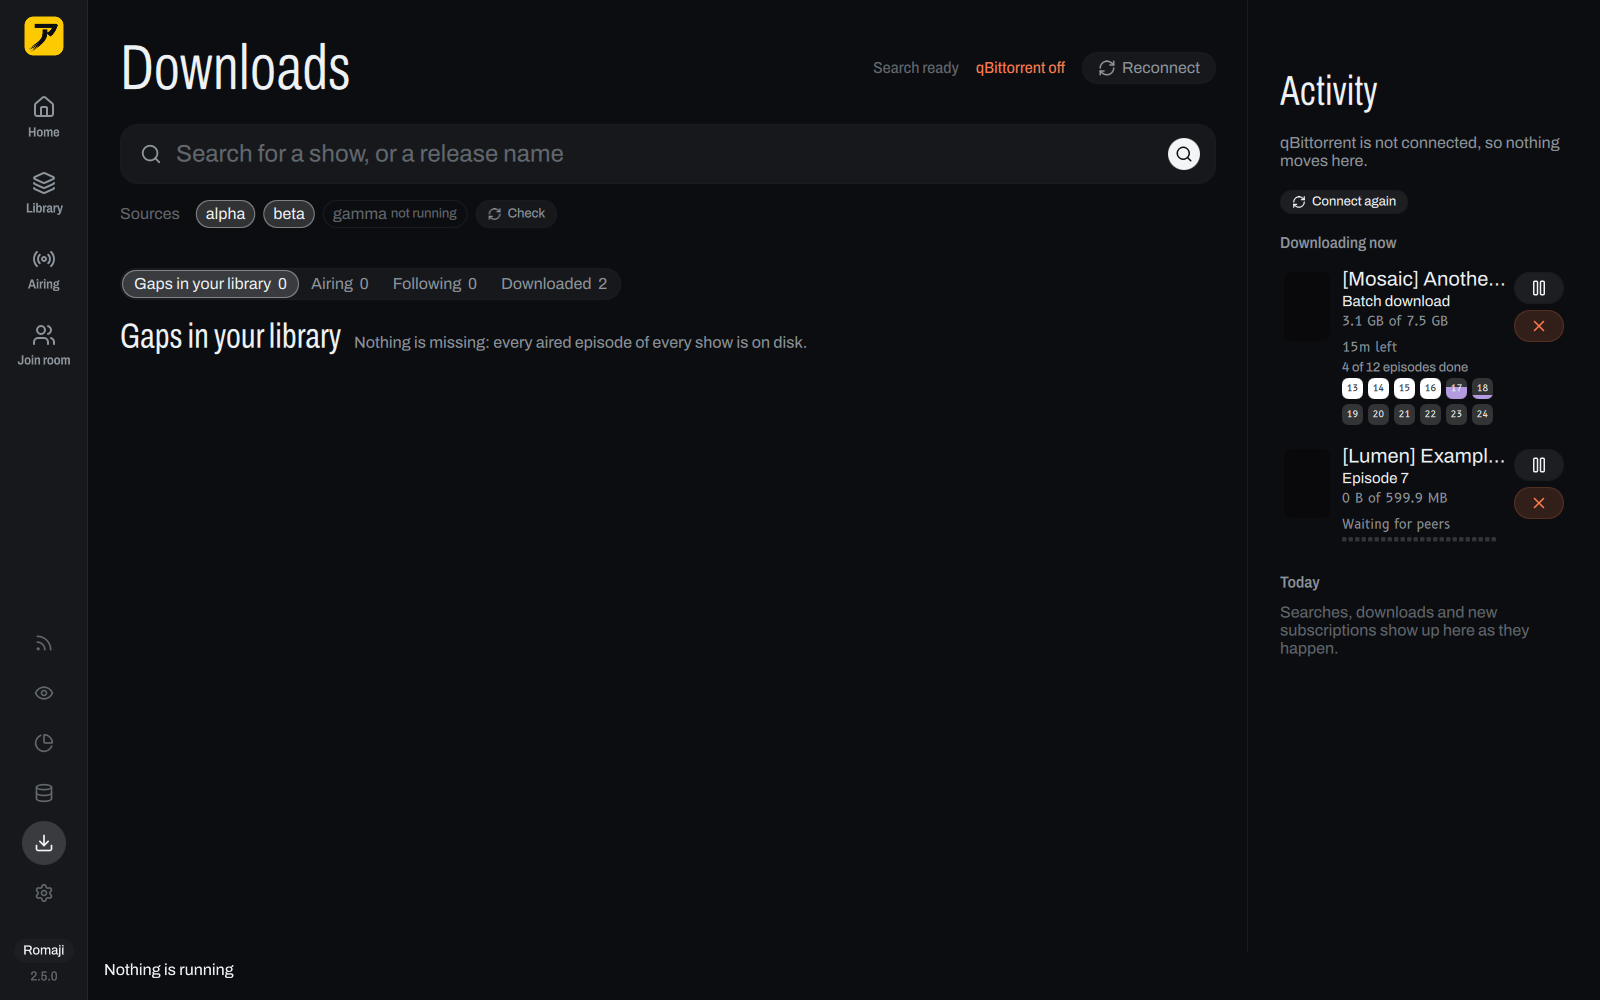 ア
Home
Library
Airing
Join room
Romaji
2.5.0
Downloads
Search ready qBittorrent off Reconnect
Search for a show, or a release name
Sources alpha beta gamma not running Check
Gaps in your library 0 Airing 0 Following 0 Downloaded 2
Gaps in your library Nothing is missing: every aired episode of every show is on disk.
Nothing is running
Activity
qBittorrent is not connected, so nothing
moves here.
Connect again
Downloading now
[Mosaic] Anothe...
Batch download
3.1 GB of 7.5 GB
15m left
4 of 12 episodes done
13 14 15 16 17 18
19 20 21 22 23 24
[Lumen] Exampl...
Episode 7
0 B of 599.9 MB
Waiting for peers
Today
Searches, downloads and new
subscriptions show up here as they
happen.